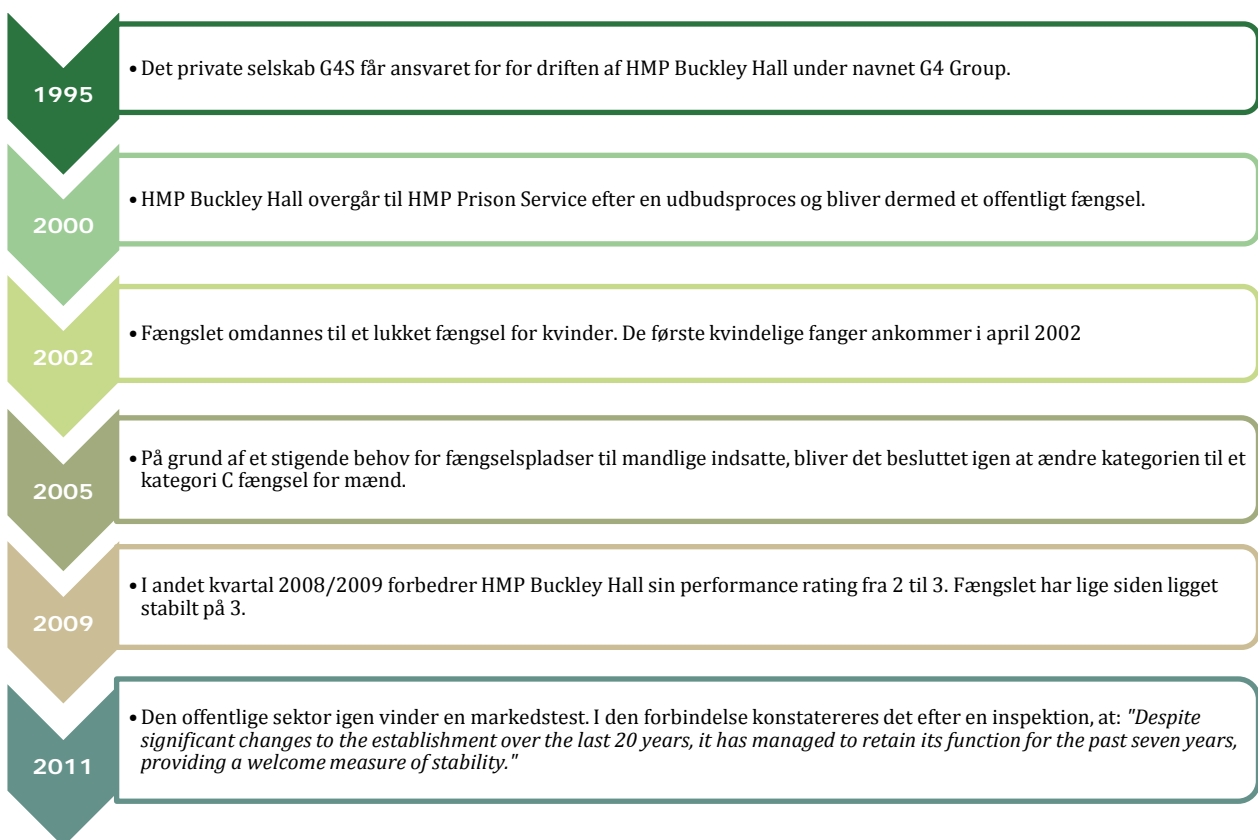 1995
• Det private selskab G4S får ansvaret for for driften af HMP Buckley Hall under navnet G4 Group.
2000
• HMP Buckley Hall overgår til HMP Prison Service efter en udbudsproces og bliver dermed et offentligt fængsel.
2002
• Fængslet omdannes til et lukket fængsel for kvinder. De første kvindelige fanger ankommer i april 2002
2005
• På grund af et stigende behov for fængselspladser til mandlige indsatte, bliver det besluttet igen at ændre kategorien til et
kategori C fængsel for mænd.
2009
• I andet kvartal 2008/2009 forbedrer HMP Buckley Hall sin performance rating fra 2 til 3. Fængslet har lige siden ligget
stabilt på 3.
2011
• Den offentlige sektor igen vinder en markedstest. I den forbindelse konstatereres det efter en inspektion, at: "Despite
significant changes to the establishment over the last 20 years, it has managed to retain its function for the past seven years,
providing a welcome measure of stability."